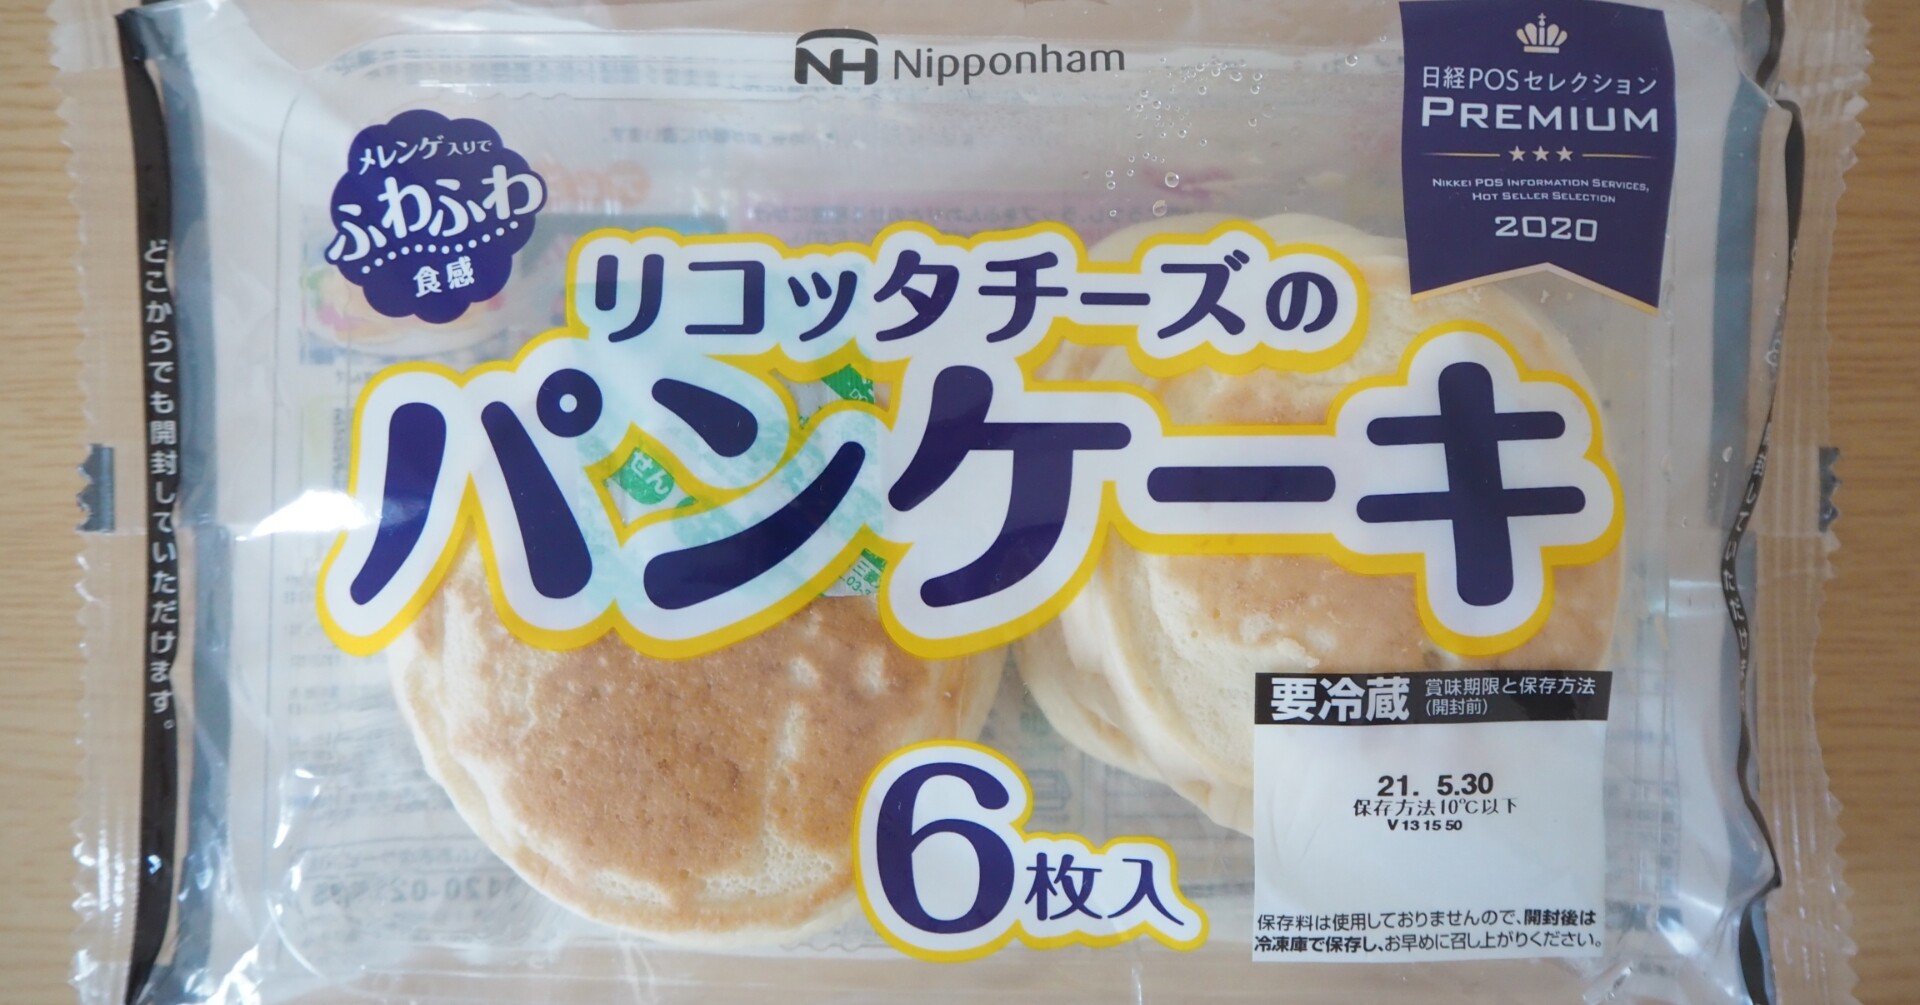 NH Nipponham
日経POSセレクション
PREMIUM
NIKKEI POS INFORMATION SERVICES,
HOT SELLER SELECTION
2020
メレンゲ入りで
ふわふわ
食感
リコッタチーズの
パンケーキ
せん
6枚入
どこからでも開封していただけます。
要冷蔵
賞味期限と保存方法
(開封前)
21. 5.30
保存方法10℃以下
V 13 15 50
保存料は使用しておりませんので、開封後は
冷凍庫で保存し、お早めに召し上がりください。